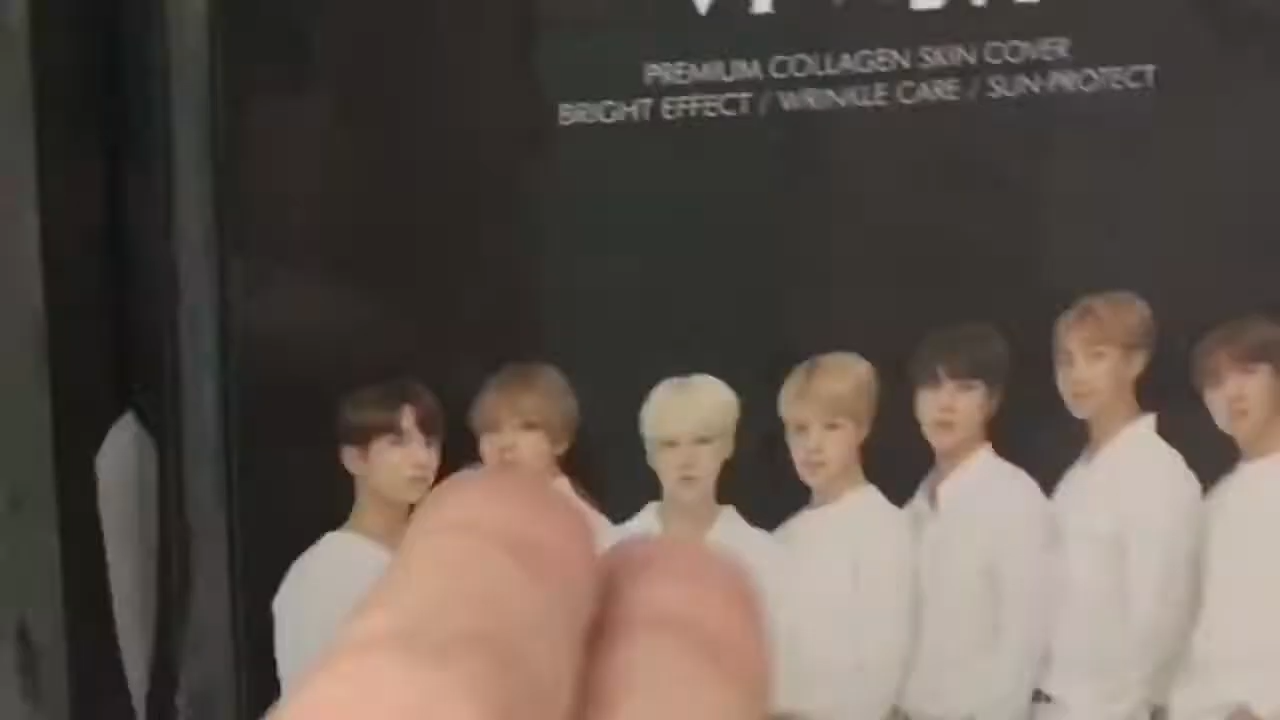 PREMIUM COLLAGEN SKIN COVER
BRIGHT EFFECT / WRINKLE CARE / SUN-PROTECT